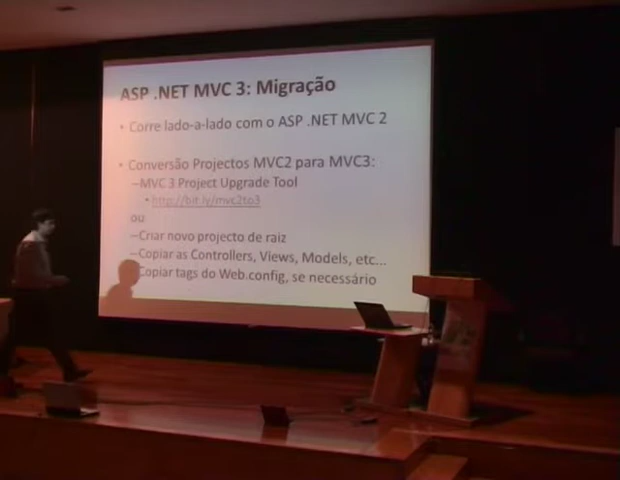 ASP .NET MVC 3: Migração
• Corre lado-a-lado com o ASP .NET MVC 2
• Conversão Projectos MVC2 para MVC3:
–MVC 3 Project Upgrade Tool
• http://bit.ly/mvc2to3
ou
–Criar novo projecto de raiz
–Copiar as Controllers, Views, Models, etc...
Copiar tags do Web.config, se necessário